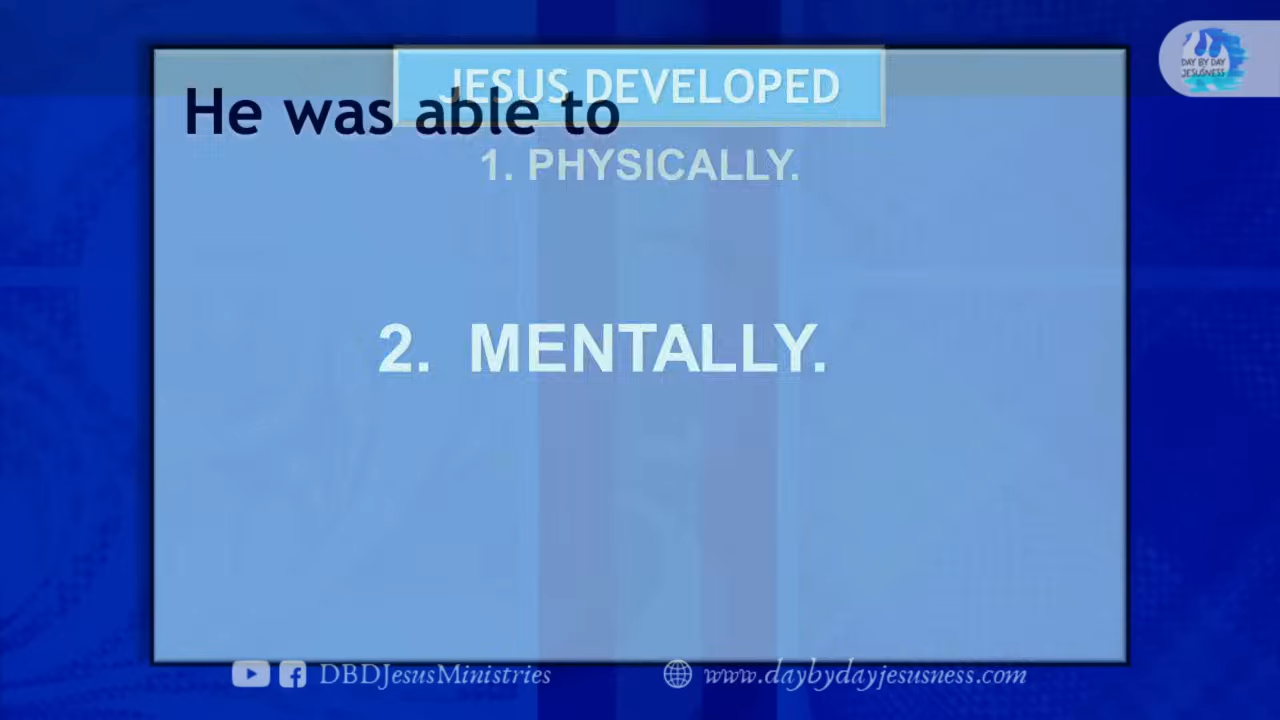 JESUS DEVELOPED
He was able to
1. PHYSICALLY.
2. MENTALLY.
DAY BY DAY
JESUSNESS
DBDJesusMinistries
www.daybydayjesusness.com